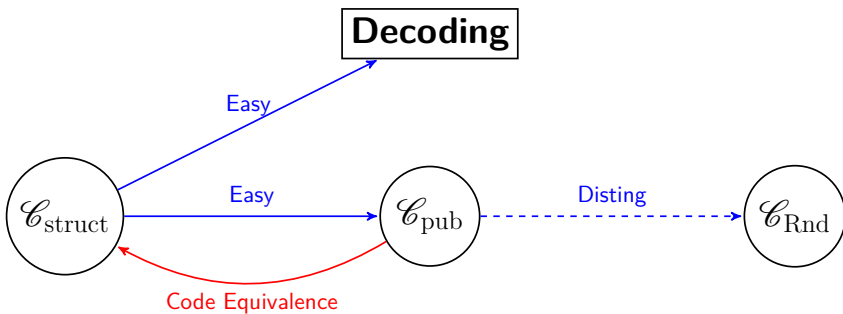 Decoding
Easy
Easy
Disting
𝒞struct
𝒞pub
𝒞Rnd
Code Equivalence